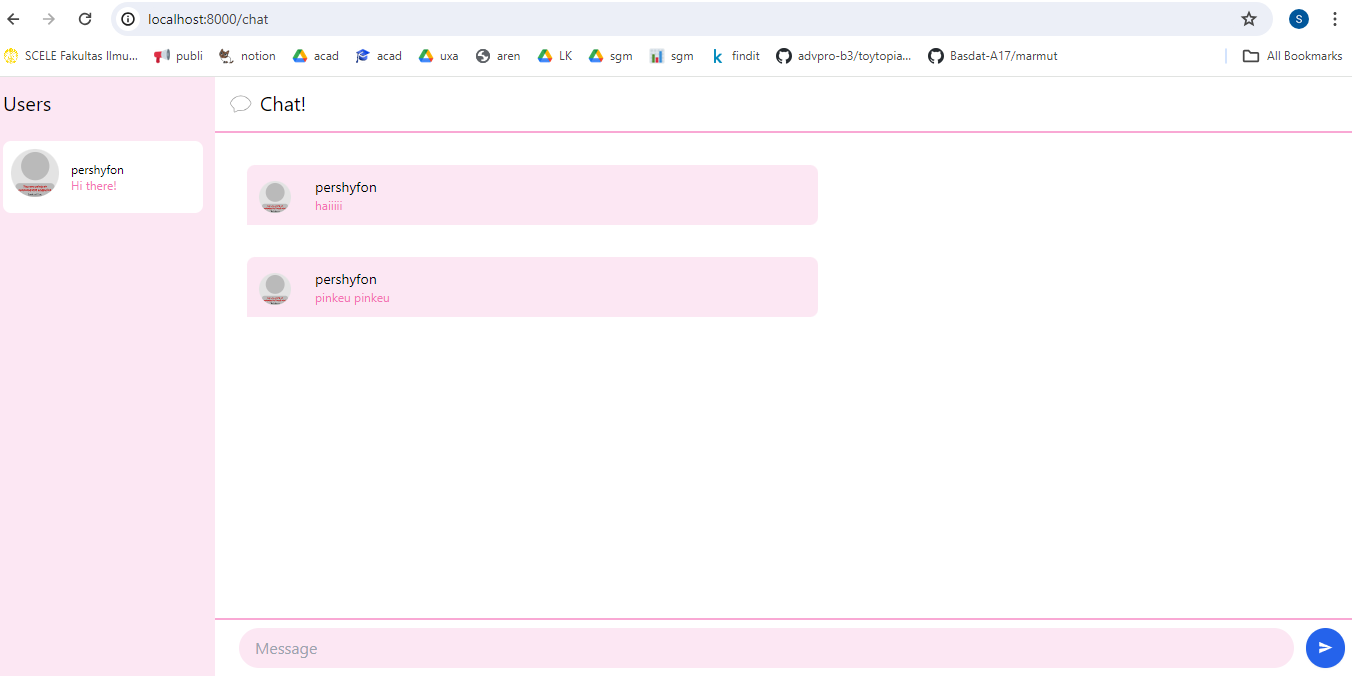 localhost:8000/chat
S
SCELE Fakultas Ilmu... publi notion acad acad uxa aren LK sgm sgm findit advpro-b3/toytopia... Basdat-A17/marmut All Bookmarks
Users
pershyfon
Hi there!
💬 Chat!
pershyfon
haiiiii
pershyfon
pinkeu pinkeu
Message